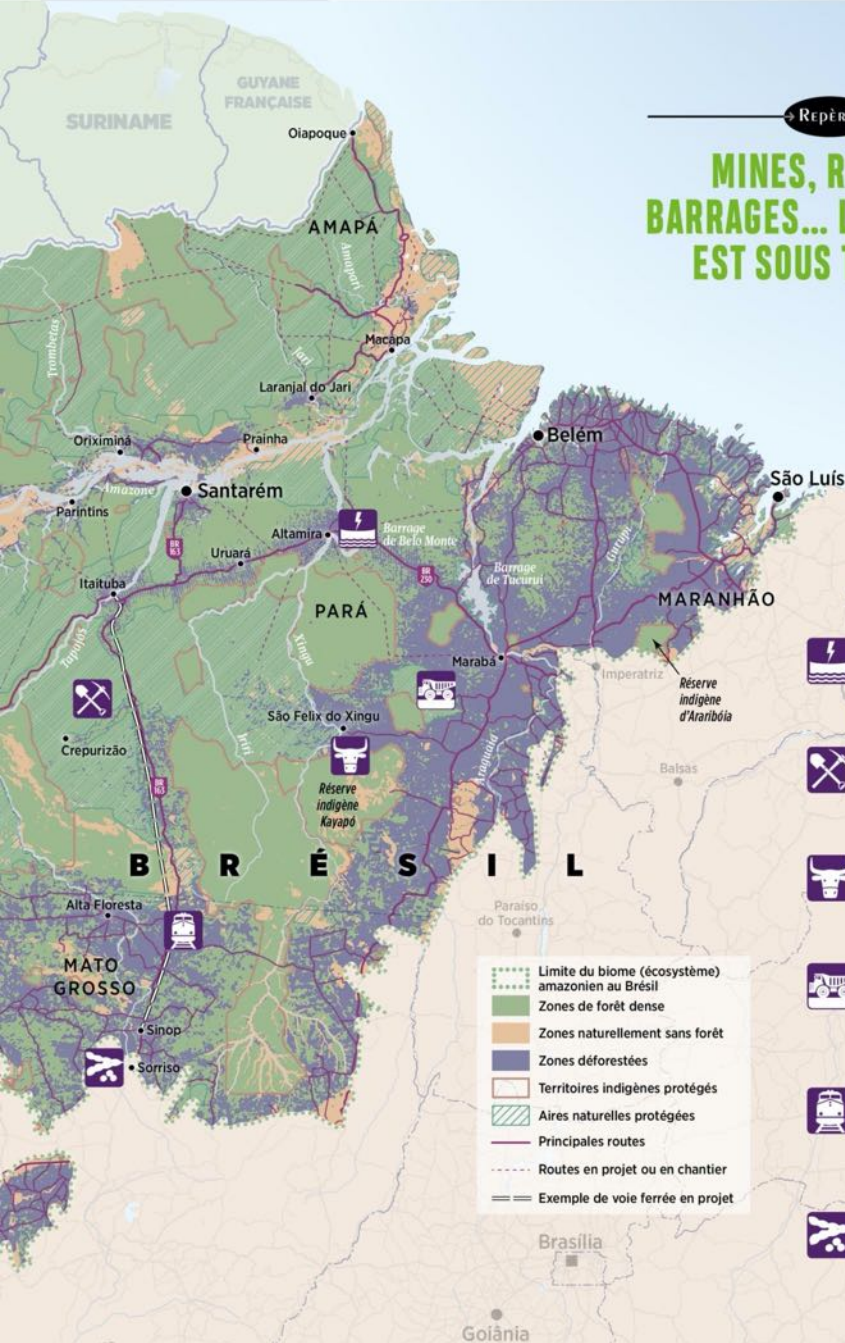 SURINAME
GUYANE
FRANÇAISE
Oiapoque
REPÈR
MINES, R
BARRAGES...
EST SOUS
AMAPÁ
Amapari
Trombetas
Jari
Macapa
Laranjal do Jari
Oriximiná
Prainha
Belém
Amazone
Santarém
São Luís
Parintins
BR
163
Altamira
Barrage
de Belo Monte
Uruará
Gurupi
Itaituba
BR
230
Barrage
de Tucuruí
PARÁ
MARANHÃO
Tapajós
Xingu
Marabá
Imperatriz
Réserve
indigène
d'Arariboia
São Felix do Xingu
Crepurizão
Iriri
Araguaia
Balsas
BR
163
Réserve
indigène
Kayapó
BRÉSIL
Alta Floresta
Paraiso
do Tocantins
MATO
GROSSO
Sinop
Sorriso
Limite du biome (écosystème)
amazonien au Brésil
Zones de forêt dense
Zones naturellement sans forêt
Zones déforestées
Territoires indigènes protégés
Aires naturelles protégées
Principales routes
Routes en projet ou en chantier
Exemple de voie ferrée en projet
Brasília
Goiânia